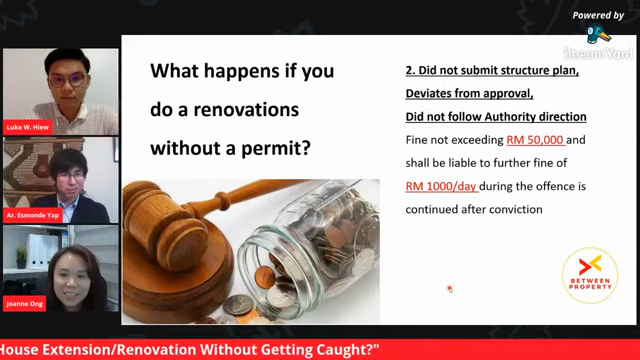 Powered by
StreamYard
What happens if you
do a renovations
without a permit?
2. Did not submit structure plan,
Deviates from approval,
Did not follow Authority direction
Fine not exceeding RM 50,000 and
shall be liable to further fine of
RM 1000/day during the offence is
continued after conviction
Luke W. Hiew
Ar. Esmonde Yap
Joanne Ong
BETWEEN
PROPERTY
House Extension/Renovation Without Getting Caught?"